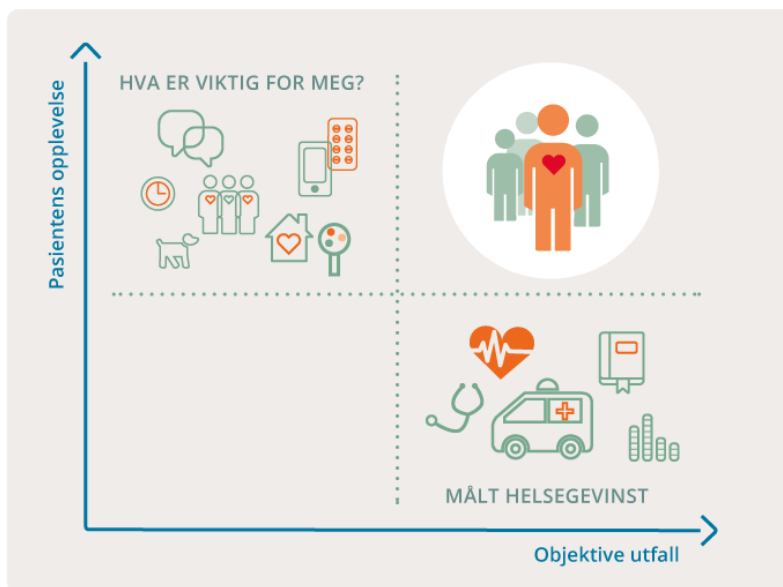 Pasientens opplevelse
HVA ER VIKTIG FOR MEG?
MÅLT HELSEGEVINST
Objektive utfall